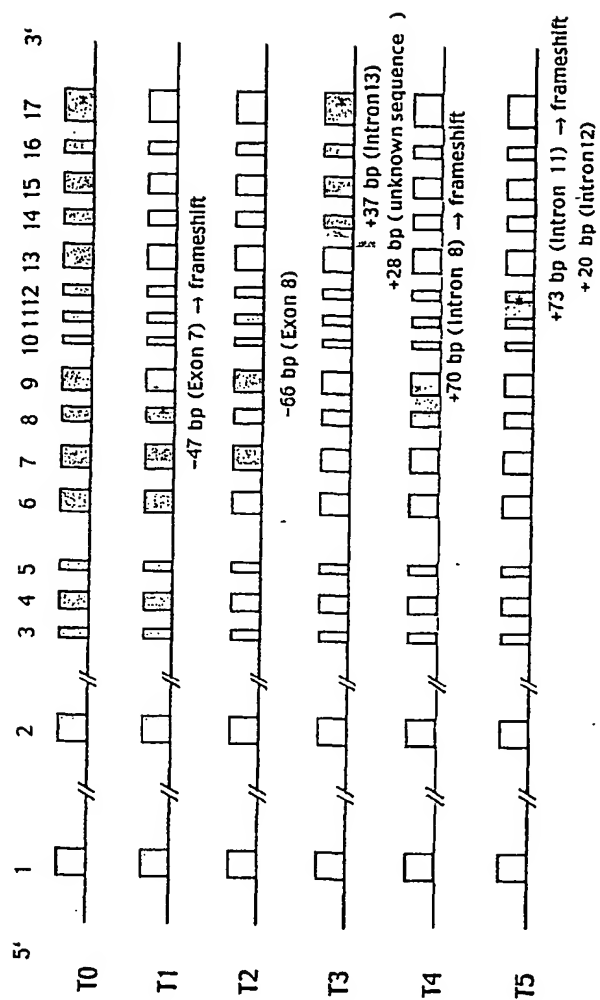 5‘ 1 2 3 4 5 6 7 8 9 10 11 12 13 14 15 16 17 3‘
T0
T1
-47 bp (Exon 7) → frameshift
T2
-66 bp (Exon 8)
T3
+37 bp (Intron13)
+28 bp (unknown sequence )
T4
+70 bp (Intron 8) → frameshift
T5
+73 bp (Intron 11) → frameshift
+ 20 bp (Intron12)